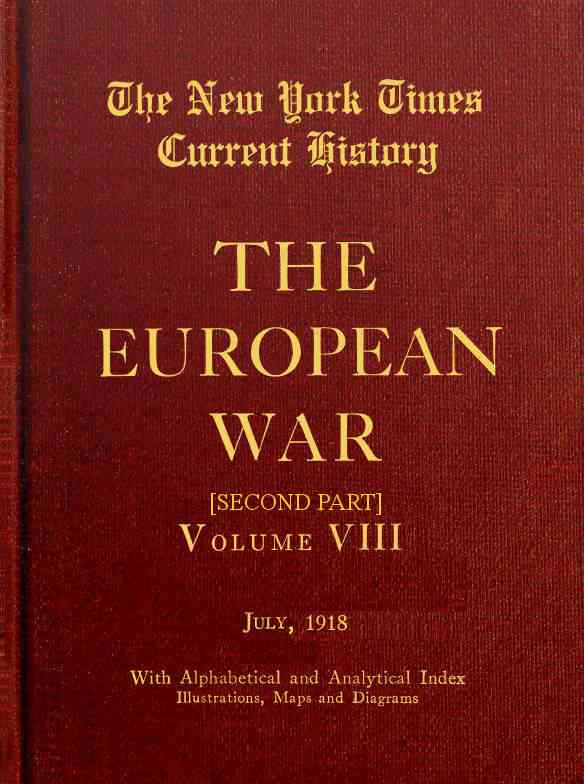 The New York Times
Current History
THE
EUROPEAN
WAR
[SECOND PART]
VOLUME VIII
JULY, 1918
With Alphabetical and Analytical Index
Illustrations, Maps and Diagrams